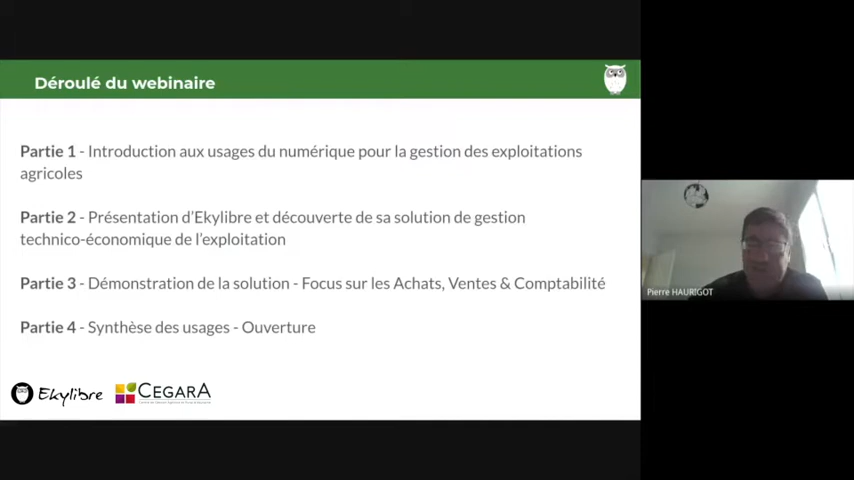 Déroulé du webinaire
Partie 1 - Introduction aux usages du numérique pour la gestion des exploitations
agricoles
Partie 2 - Présentation d'Ekylibre et découverte de sa solution de gestion
technico-économique de l'exploitation
Partie 3 - Démonstration de la solution - Focus sur les Achats, Ventes & Comptabilité
Partie 4 - Synthèse des usages - Ouverture
Ekylibre
CEGARA
Pierre HAURIGOT